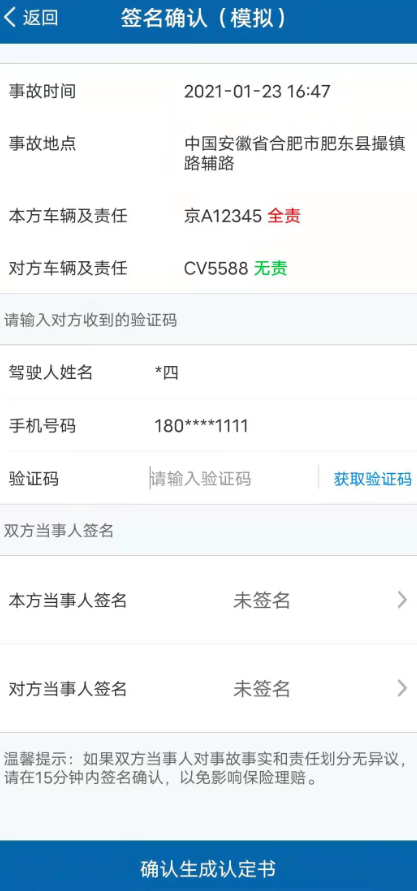 返回 签名确认（模拟）
事故时间 2021-01-23 16:47
事故地点 中国安徽省合肥市肥东县撮镇
路辅路
本方车辆及责任 京A12345 全责
对方车辆及责任 CV5588 无责
请输入对方收到的验证码
驾驶人姓名 *四
手机号码 180****1111
验证码 请输入验证码 获取验证码
双方当事人签名
本方当事人签名 未签名
对方当事人签名 未签名
温馨提示：如果双方当事人对事故事实和责任划分无异议，
请在15分钟内签名确认，以免影响保险理赔。
确认生成认定书